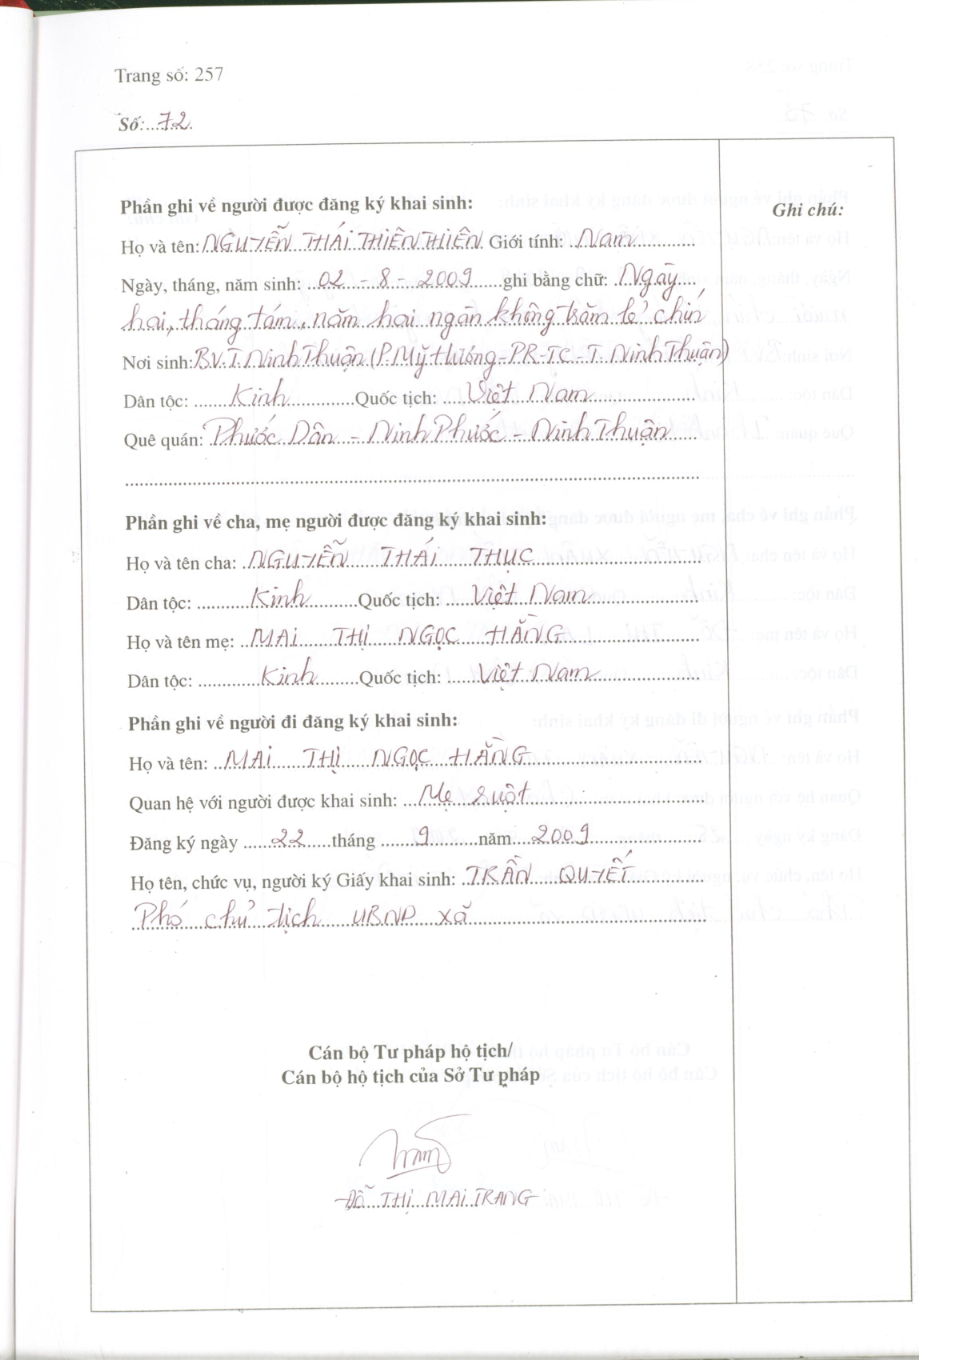 Trang số: 257
Số: 72
Phần ghi về người được đăng ký khai sinh:
Ghi chú:
Họ và tên: NGUYỄN THÁI THIÊN THIÊN Giới tính: Nam
Ngày, tháng, năm sinh: 02 - 8 - 2009 ghi bằng chữ: Ngày
hai, tháng tám, năm hai ngàn không trăm lẻ chín
Nơi sinh: B.V.T. Ninh Thuận (P. Mỹ Hương - PR-TC - T. Ninh Thuận)
Dân tộc: Kinh Quốc tịch: Việt Nam
Quê quán: Phước Dân - Ninh Phước - Ninh Thuận
Phần ghi về cha, mẹ người được đăng ký khai sinh:
Họ và tên cha: NGUYỄN THÁI THỤC
Dân tộc: Kinh Quốc tịch: Việt Nam
Họ và tên mẹ: MAI THỊ NGỌC HẰNG
Dân tộc: Kinh Quốc tịch: Việt Nam
Phần ghi về người đi đăng ký khai sinh:
Họ và tên: MAI THỊ NGỌC HẰNG
Quan hệ với người được khai sinh: Mẹ ruột
Đăng ký ngày 22 tháng 9 năm 2009
Họ tên, chức vụ, người ký Giấy khai sinh: TRẦN QUYẾT
Phó chủ tịch UBND xã
Cán bộ Tư pháp hộ tịch/
Cán bộ hộ tịch của Sở Tư pháp
ĐỖ THỊ MAI TRANG